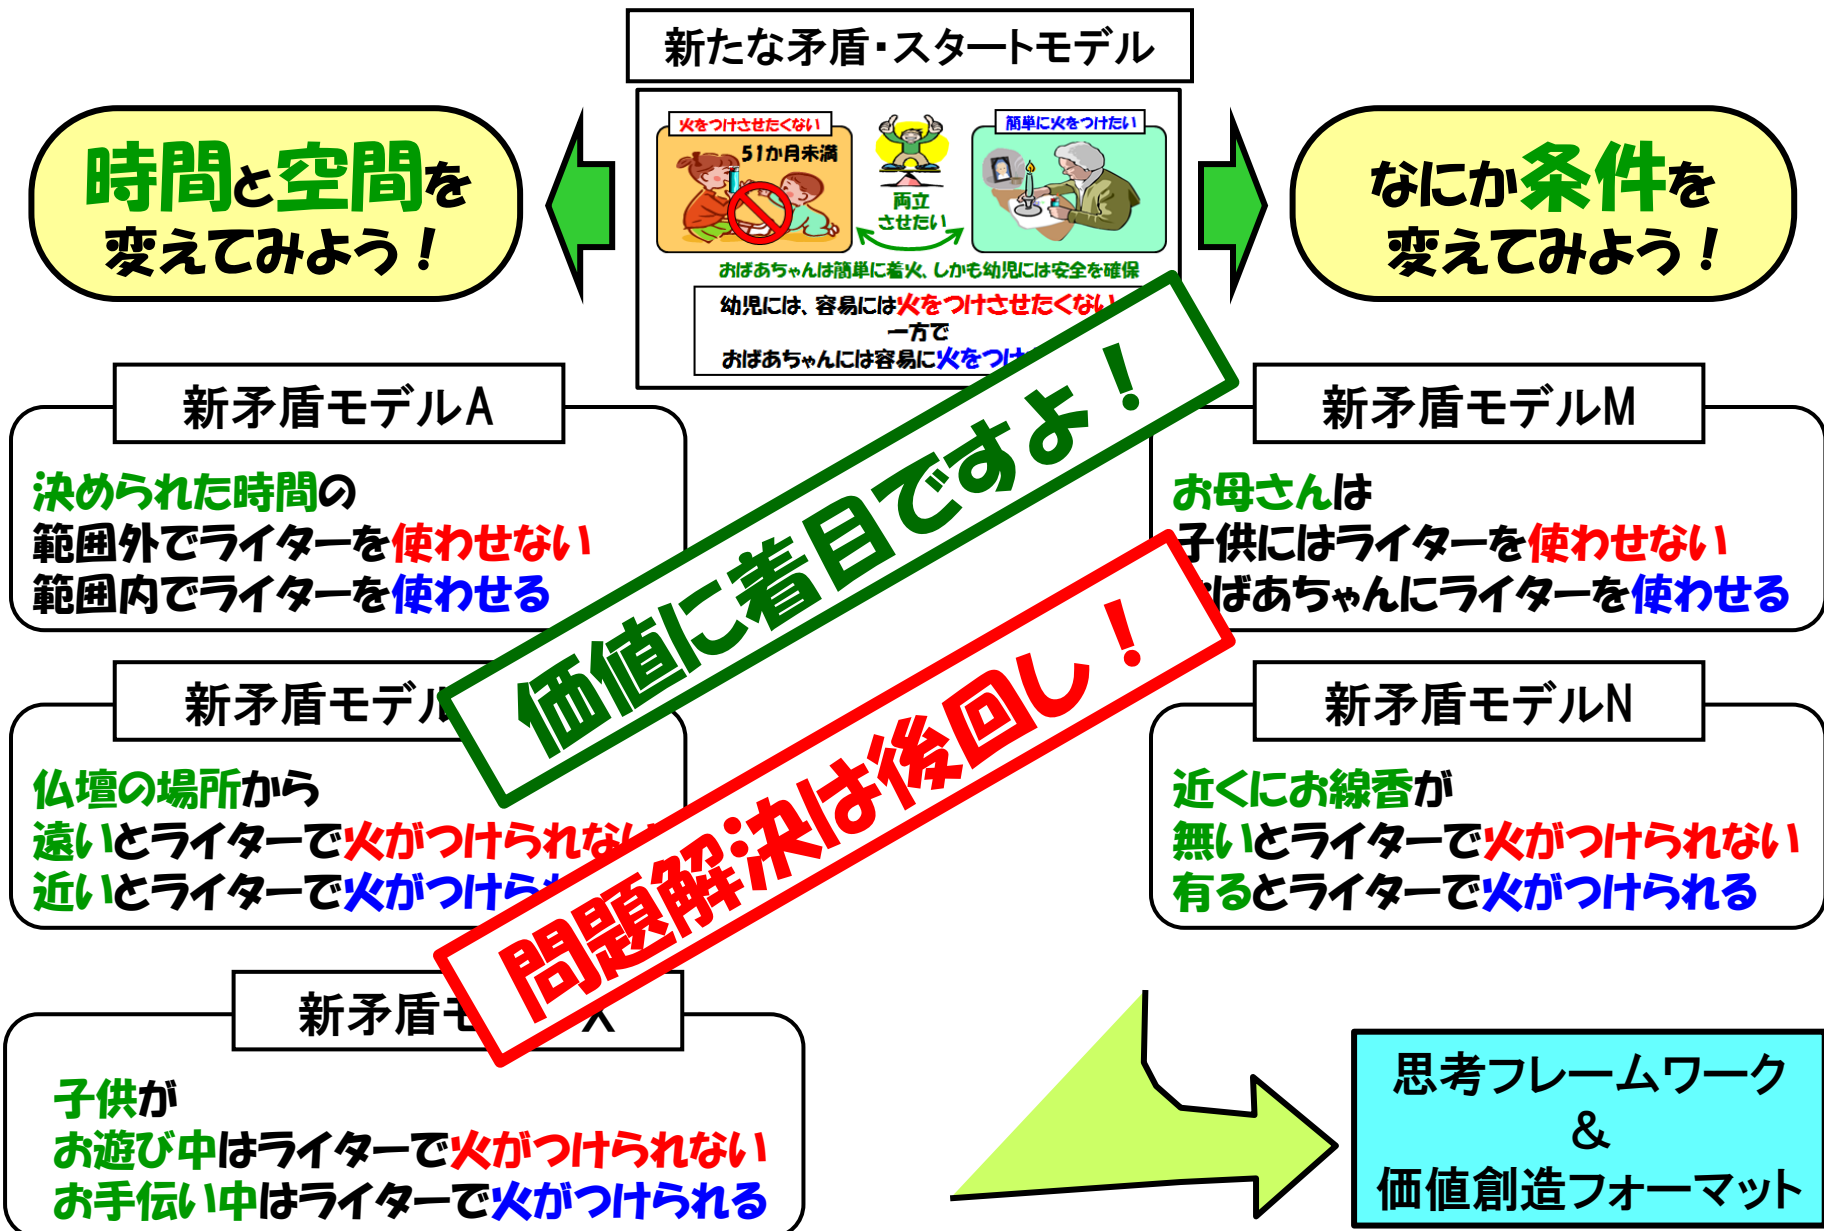 新たな矛盾・スタートモデル
時間と空間を
変えてみよう！
火をつけさせたくない
51か月未満
両立
させたい
簡単に火をつけたい
おばあちゃんは簡単に着火、しかも幼児には安全を確保
幼児には、容易には火をつけさせたくない
一方で
おばあちゃんには容易に火をつけ
なにか条件を
変えてみよう！
新矛盾モデルA
決められた時間の
範囲外でライターを使わせない
範囲内でライターを使わせる
新矛盾モデル
仏壇の場所から
遠いとライターで火がつけられない
近いとライターで火がつけら
新矛盾モ X
子供が
お遊び中はライターで火がつけられない
お手伝い中はライターで火がつけられる
価値に着目ですよ！
問題解決は後回し！
新矛盾モデルM
お母さんは
子供にはライターを使わせない
ばあちゃんにライターを使わせる
新矛盾モデルN
近くにお線香が
無いとライターで火がつけられない
有るとライターで火がつけられる
思考フレームワーク
&
価値創造フォーマット